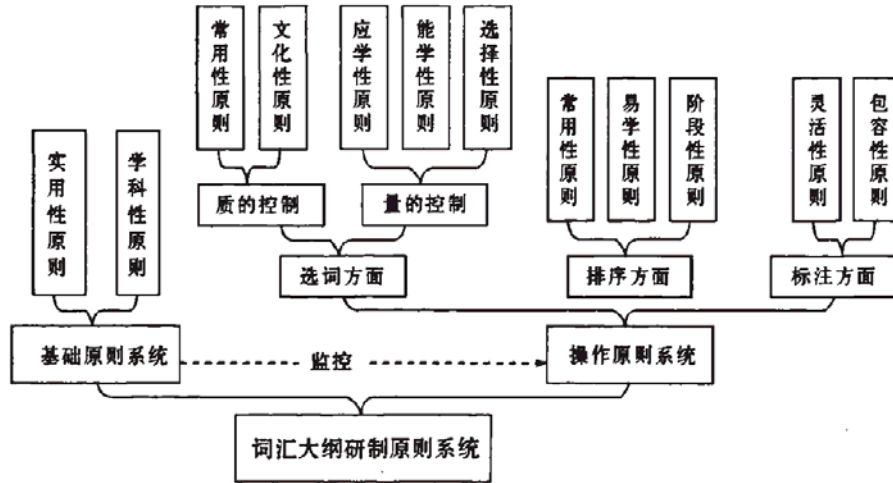 常用性原则
文化性原则
应学性原则
能学性原则
选择性原则
实用性原则
学科性原则
常用性原则
易学性原则
阶段性原则
灵活性原则
包容性原则
质的控制
量的控制
选词方面
排序方面
标注方面
基础原则系统
监控
操作原则系统
词汇大纲研制原则系统